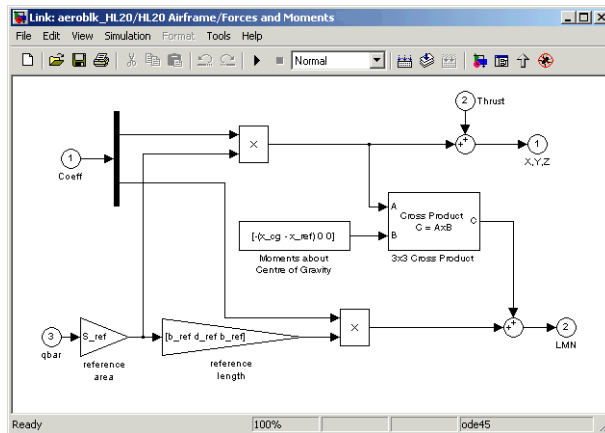 Link: aeroblk_HL20/HL20 Airframe/Forces and Moments
File Edit View Simulation Format Tools Help
Normal
2
Thrust
1
Coeff
×
1
X,Y,Z
A
Cross Product
C = AxB
C
B
[-(x_cg - x_ref) 0 0]
Moments about
Centre of Gravity
3x3 Cross Product
3
qbar
S_ref
reference
area
[b_ref d_ref b_ref]
reference
length
×
2
LMN
Ready 100% ode45